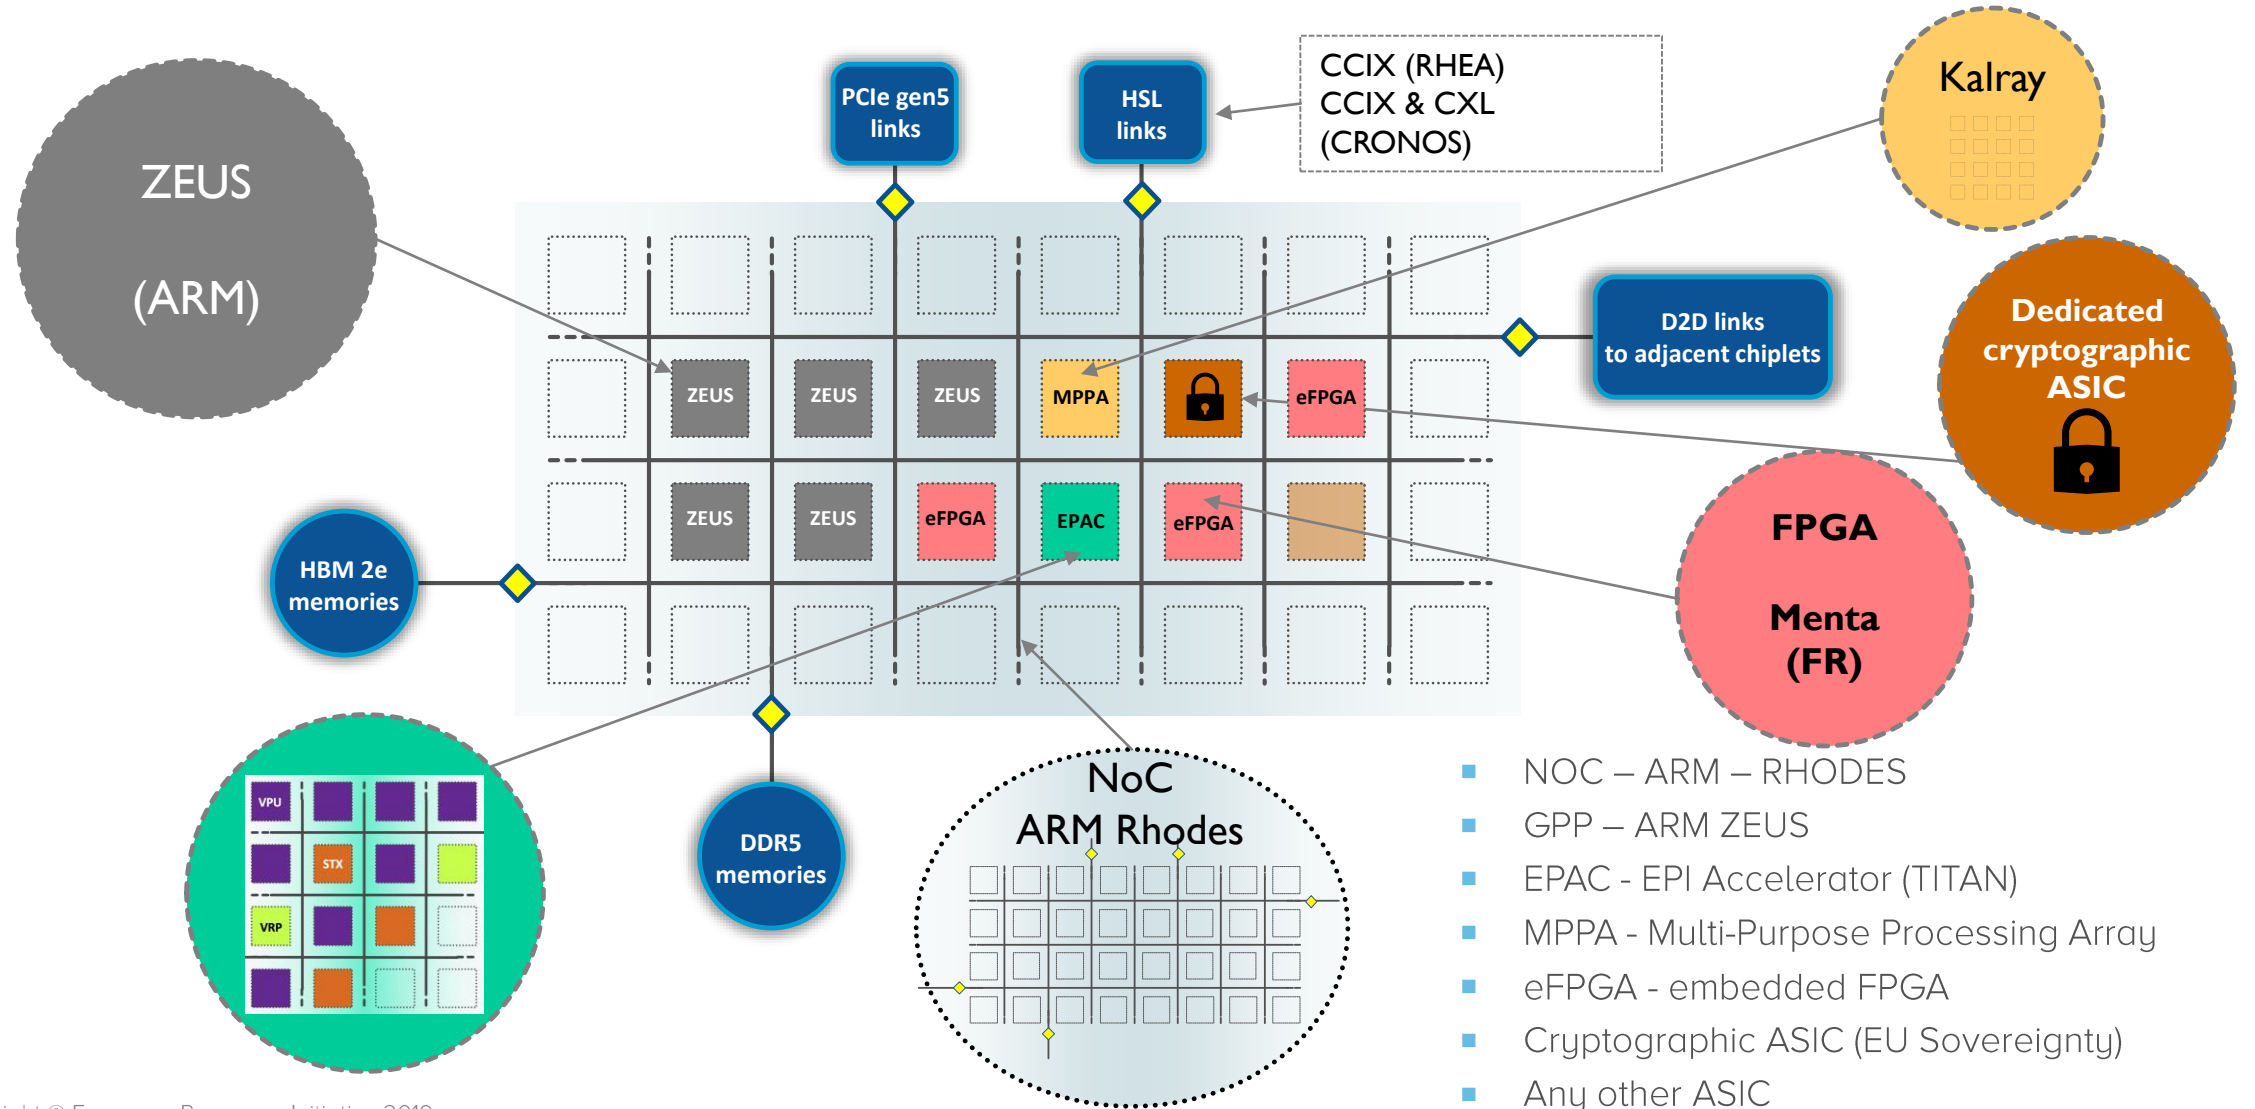 ZEUS
(ARM)
PCIe gen5
links
HSL
links
CCIX (RHEA)
CCIX & CXL
(CRONOS)
Kalray
Dedicated
cryptographic
ASIC
D2D links
to adjacent chiplets
ZEUS
ZEUS
ZEUS
MPPA
eFPGA
ZEUS
ZEUS
eFPGA
EPAC
eFPGA
FPGA
Menta
(FR)
HBM 2e
memories
DDR5
memories
VPU
STX
VRP
NoC
ARM Rhodes
NOC – ARM – RHODES
GPP – ARM ZEUS
EPAC - EPI Accelerator (TITAN)
MPPA - Multi-Purpose Processing Array
eFPGA - embedded FPGA
Cryptographic ASIC (EU Sovereignty)
Any other ASIC